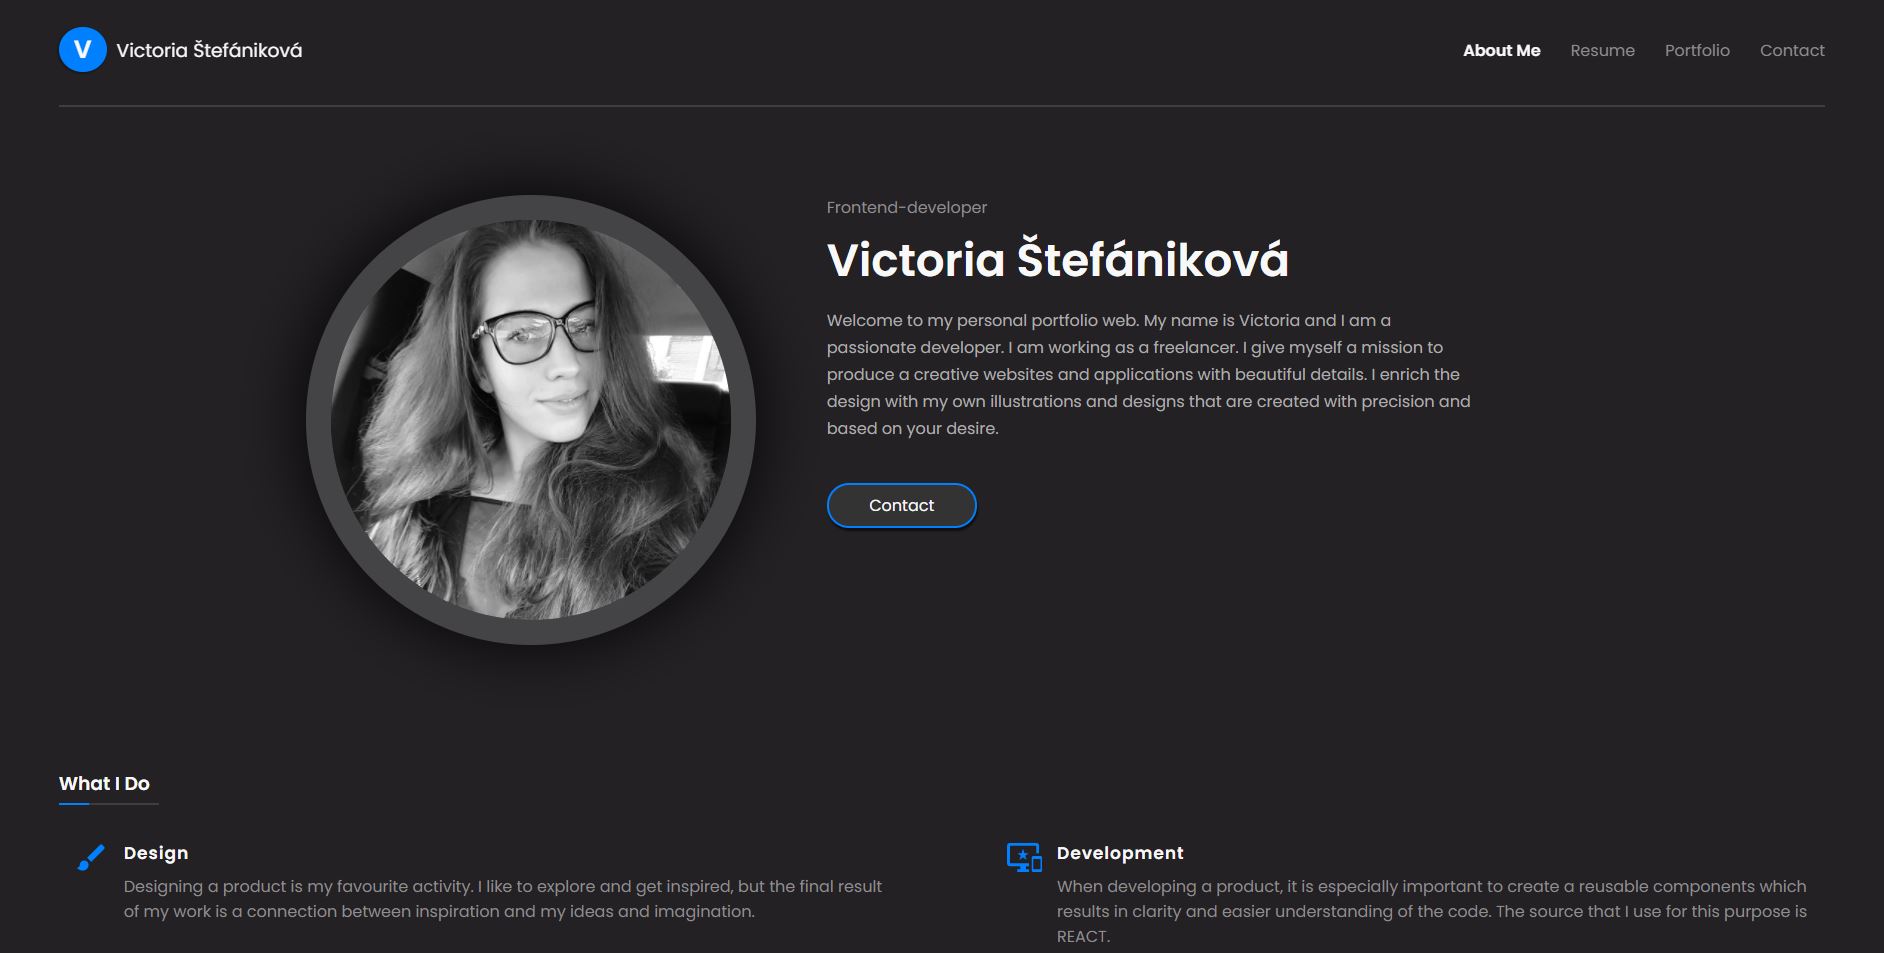 V Victoria Štefániková
About Me Resume Portfolio Contact
Frontend-developer
Victoria Štefániková
Welcome to my personal portfolio web. My name is Victoria and I am a
passionate developer. I am working as a freelancer. I give myself a mission to
produce a creative websites and applications with beautiful details. I enrich the
design with my own illustrations and designs that are created with precision and
based on your desire.
Contact
What I Do
Design
Designing a product is my favourite activity. I like to explore and get inspired, but the final result
of my work is a connection between inspiration and my ideas and imagination.
Development
When developing a product, it is especially important to create a reusable components which
results in clarity and easier understanding of the code. The source that I use for this purpose is
REACT.